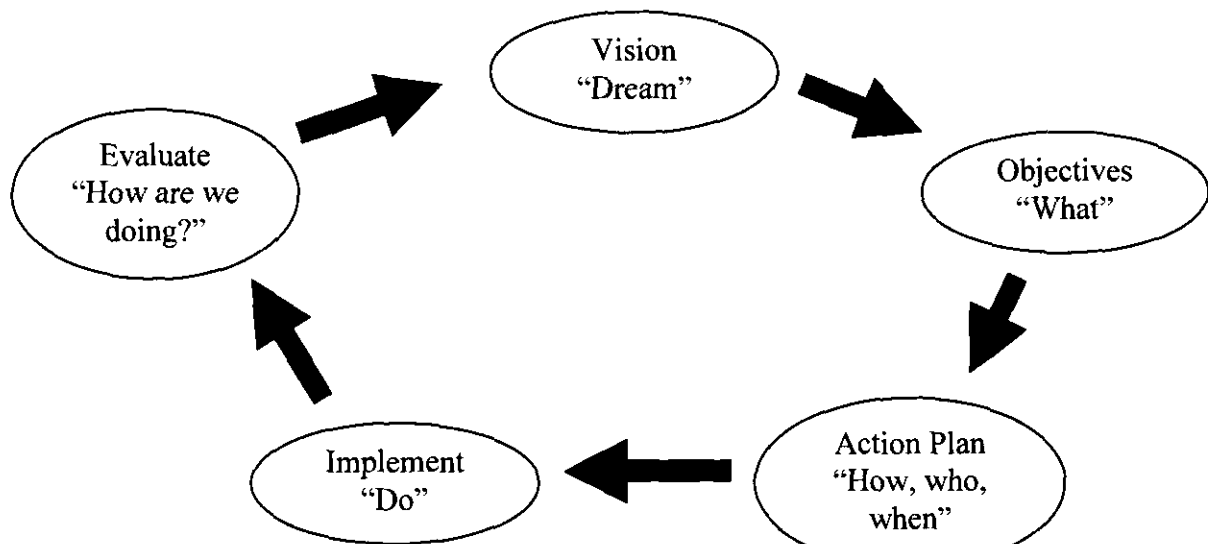 Vision
“Dream”
Objectives
“What”
Action Plan
“How, who,
when”
Implement
“Do”
Evaluate
“How are we
doing?”